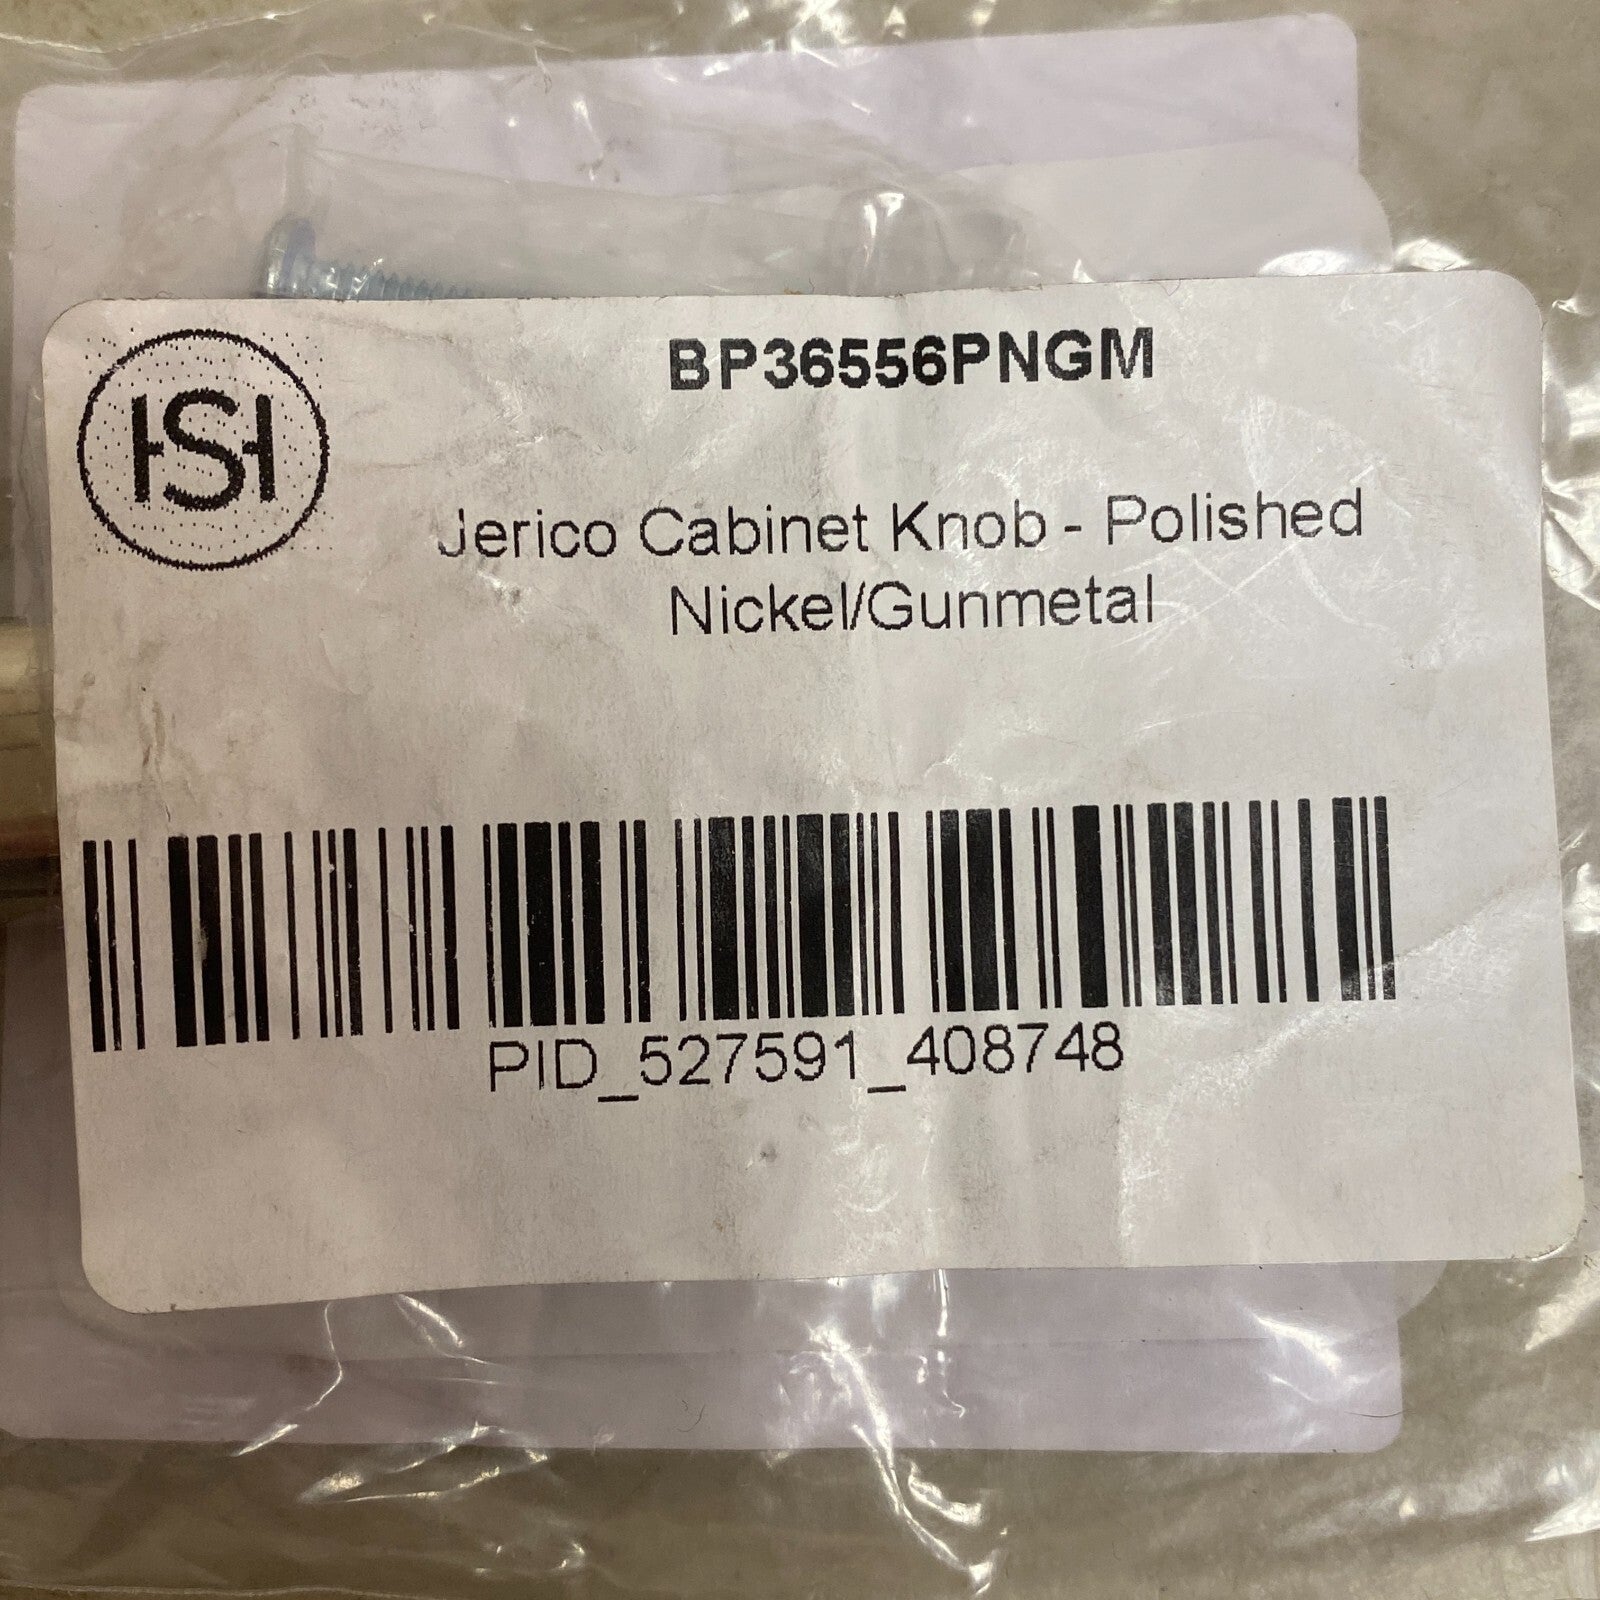 HSH
BP36556PNGM
Jerico Cabinet Knob - Polished
Nickel/Gunmetal
PID_527591_408748